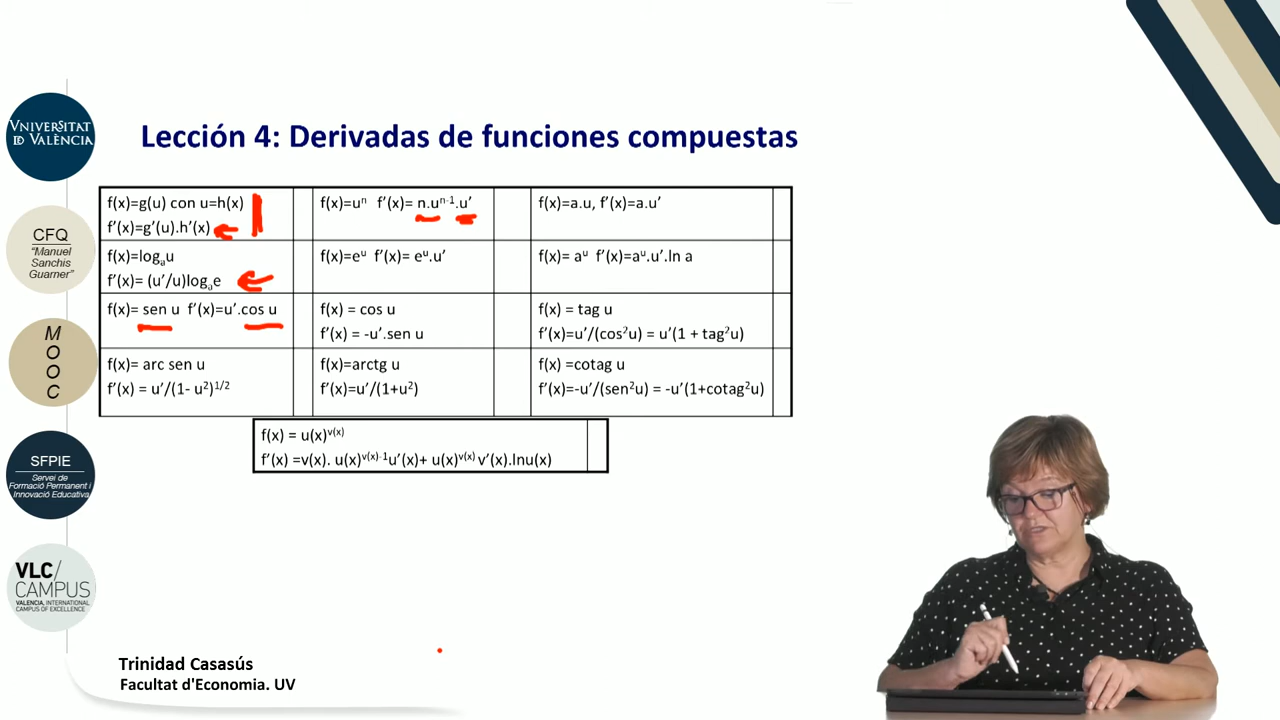 VNIVERSITAT
ID VALÈNCIA
CFQ
"Manuel
Sanchis
Guarner"
M
O
O
C
SFPIE
Servei de
Formació Permanent i
Innovació Educativa
VLC/
CAMPUS
VALENCIA, INTERNATIONAL
CAMPUS OF EXCELLENCE
Lección 4: Derivadas de funciones compuestas
f(x)=g(u) con u=h(x)
f'(x)=g'(u).h'(x)
f(x)=uⁿ f'(x)= n.uⁿ⁻¹.u'
f(x)=a.u, f'(x)=a.u'
f(x)=logₐu
f'(x)= (u'/u)logₐe
f(x)=eᵘ f'(x)= eᵘ.u'
f(x)= aᵘ f'(x)=aᵘ.u'.ln a
f(x)= sen u f'(x)=u'.cos u
f(x) = cos u
f'(x) = -u'.sen u
f(x) = tag u
f'(x)=u'/(cos²u) = u'(1 + tag²u)
f(x)= arc sen u
f'(x) = u'/(1- u²)¹/²
f(x)=arctg u
f'(x)=u'/(1+u²)
f(x) =cotag u
f'(x)=-u'/(sen²u) = -u'(1+cotag²u)
f(x) = u(x)ᵛ⁽ˣ⁾
f'(x) =v(x). u(x)ᵛ⁽ˣ⁾⁻¹u'(x)+ u(x)ᵛ⁽ˣ⁾ v'(x).lnu(x)
Trinidad Casasús
Facultat d'Economia. UV